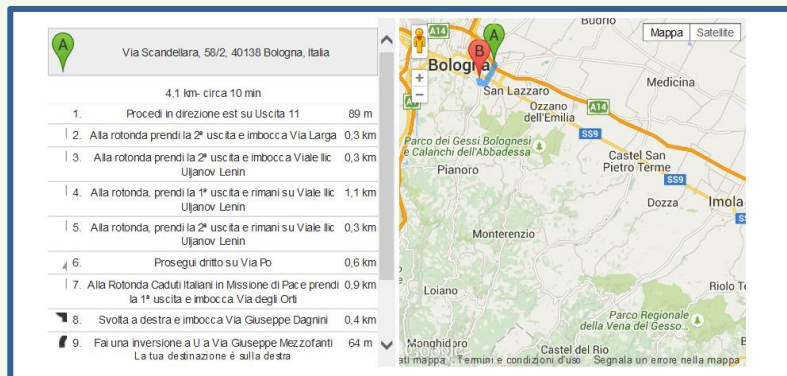 A
Via Scandellara, 58/2, 40138 Bologna, Italia
4,1 km- circa 10 min
1. Procedi in direzione est su Uscita 11 89 m
2. Alla rotonda prendi la 2ª uscita e imbocca Via Larga 0,3 km
3. Alla rotonda prendi la 2ª uscita e imbocca Viale Ilic 0,3 km
Uljanov Lenin
4. Alla rotonda, prendi la 1ª uscita e rimani su Viale Ilic 1,1 km
Uljanov Lenin
5. Alla rotonda, prendi la 2ª uscita e rimani su Viale Ilic 0,3 km
Uljanov Lenin
6. Prosegui dritto su Via Po 0,6 km
7. Alla Rotonda Caduti Italiani in Missione di Pace prendi 0,9 km
la 1ª uscita e imbocca Via degli Orti
8. Svolta a destra e imbocca Via Giuseppe Dagnini 0,4 km
9. Fai una inversione a U a Via Giuseppe Mezzofanti 64 m
La tua destinazione è sulla destra
Budrio
A14
Mappa Satellite
A
B
Bologna
+
−
San Lazzaro
Medicina
Ozzano
dell'Emilia
A14
SS9
Parco dei Gessi Bolognesi
e Calanchi dell'Abbadessa
Castel San
Pietro Terme
Pianoro
SS9
Dozza
Imola
Monterenzio
Loiano
Riolo T
Parco Regionale
della Vena del Gesso...
Monghidoro
Castel del Rio
Google
ati mappa Termini e condizioni d'uso Segnala un errore nella mappa